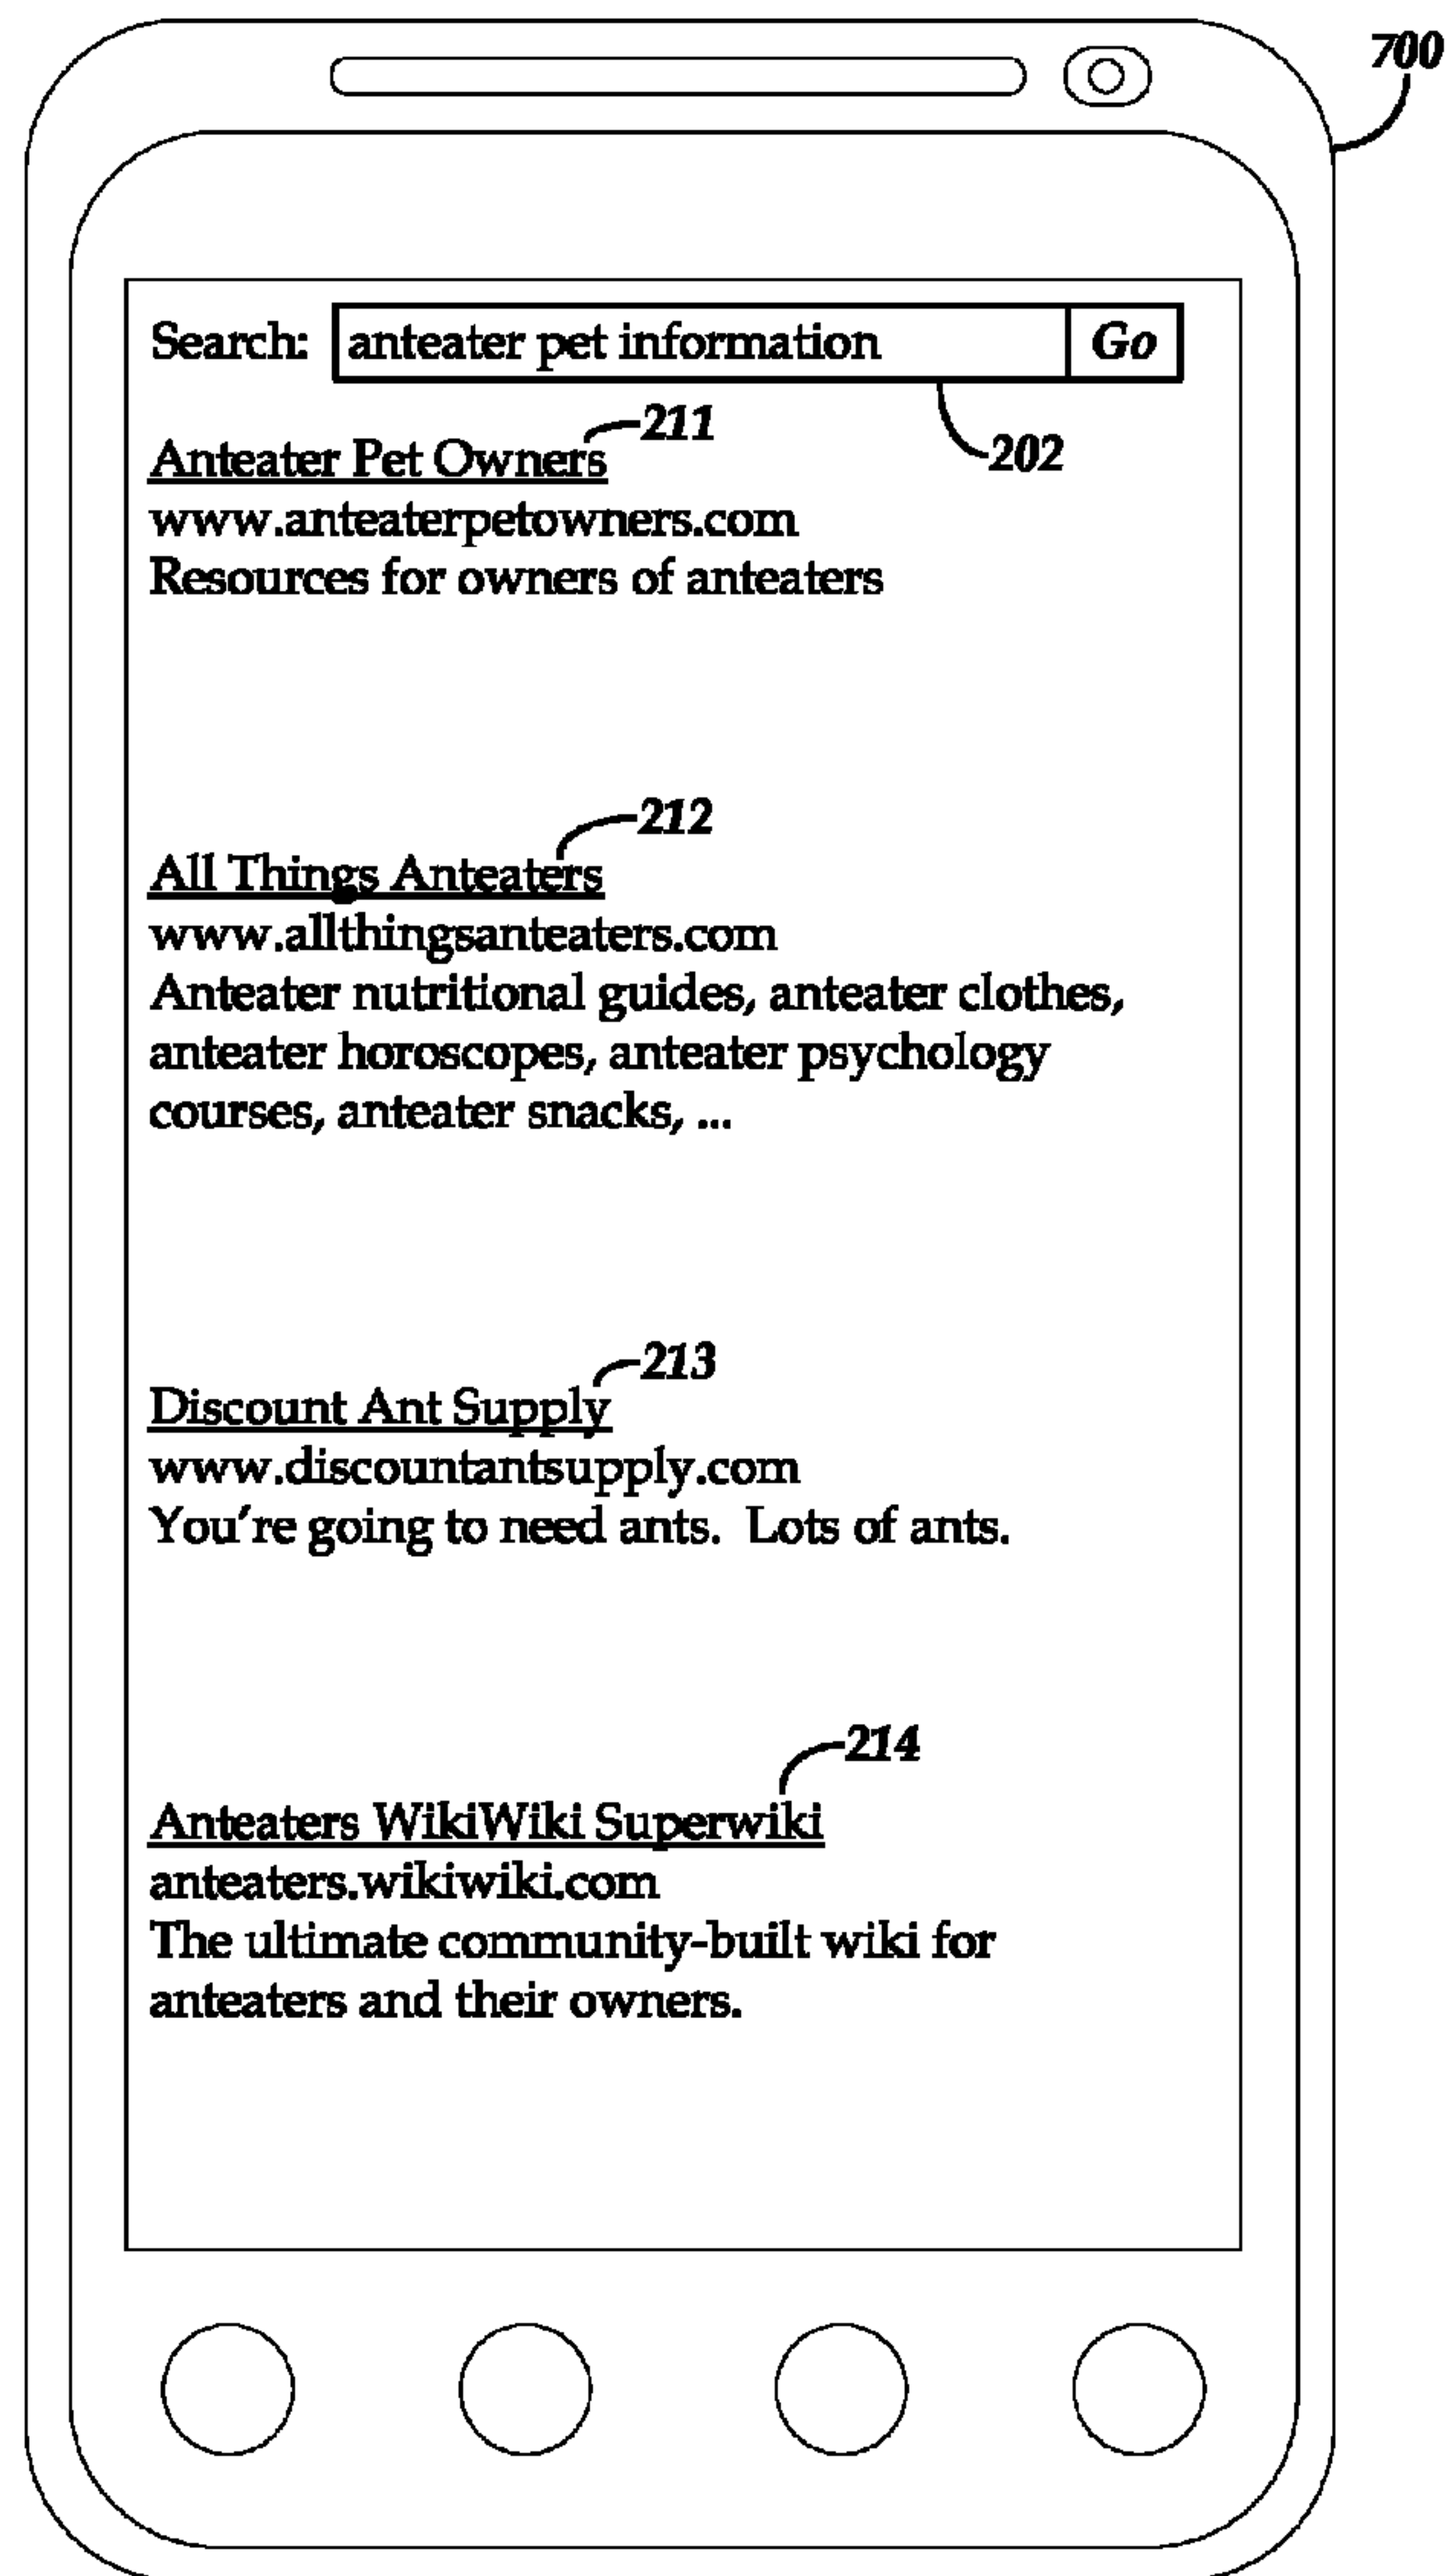 700
Search: anteater pet information Go
211
202
Anteater Pet Owners
www.anteaterpetowners.com
Resources for owners of anteaters
212
All Things Anteaters
www.allthingsanteaters.com
Anteater nutritional guides, anteater clothes,
anteater horoscopes, anteater psychology
courses, anteater snacks, ...
213
Discount Ant Supply
www.discountantsupply.com
You're going to need ants.  Lots of ants.
214
Anteaters WikiWiki Superwiki
anteaters.wikiwiki.com
The ultimate community-built wiki for
anteaters and their owners.